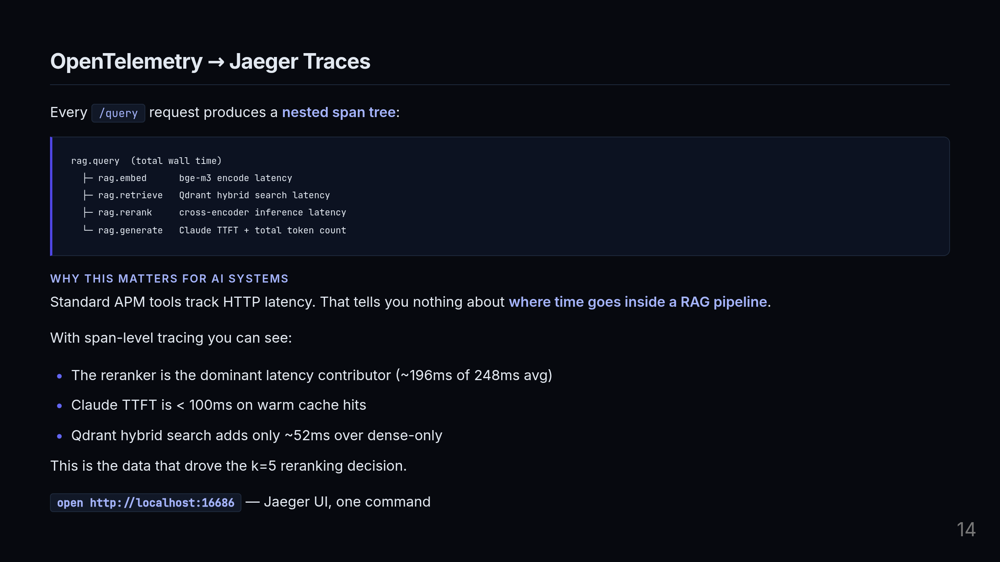 OpenTelemetry → Jaeger Traces
Every /query request produces a nested span tree:
rag.query  (total wall time)
  ├─ rag.embed      bge-m3 encode latency
  ├─ rag.retrieve   Qdrant hybrid search latency
  ├─ rag.rerank     cross-encoder inference latency
  └─ rag.generate   Claude TTFT + total token count
WHY THIS MATTERS FOR AI SYSTEMS
Standard APM tools track HTTP latency. That tells you nothing about where time goes inside a RAG pipeline.
With span-level tracing you can see:
• The reranker is the dominant latency contributor (~196ms of 248ms avg)
• Claude TTFT is < 100ms on warm cache hits
• Qdrant hybrid search adds only ~52ms over dense-only
This is the data that drove the k=5 reranking decision.
open http://localhost:16686 — Jaeger UI, one command
14